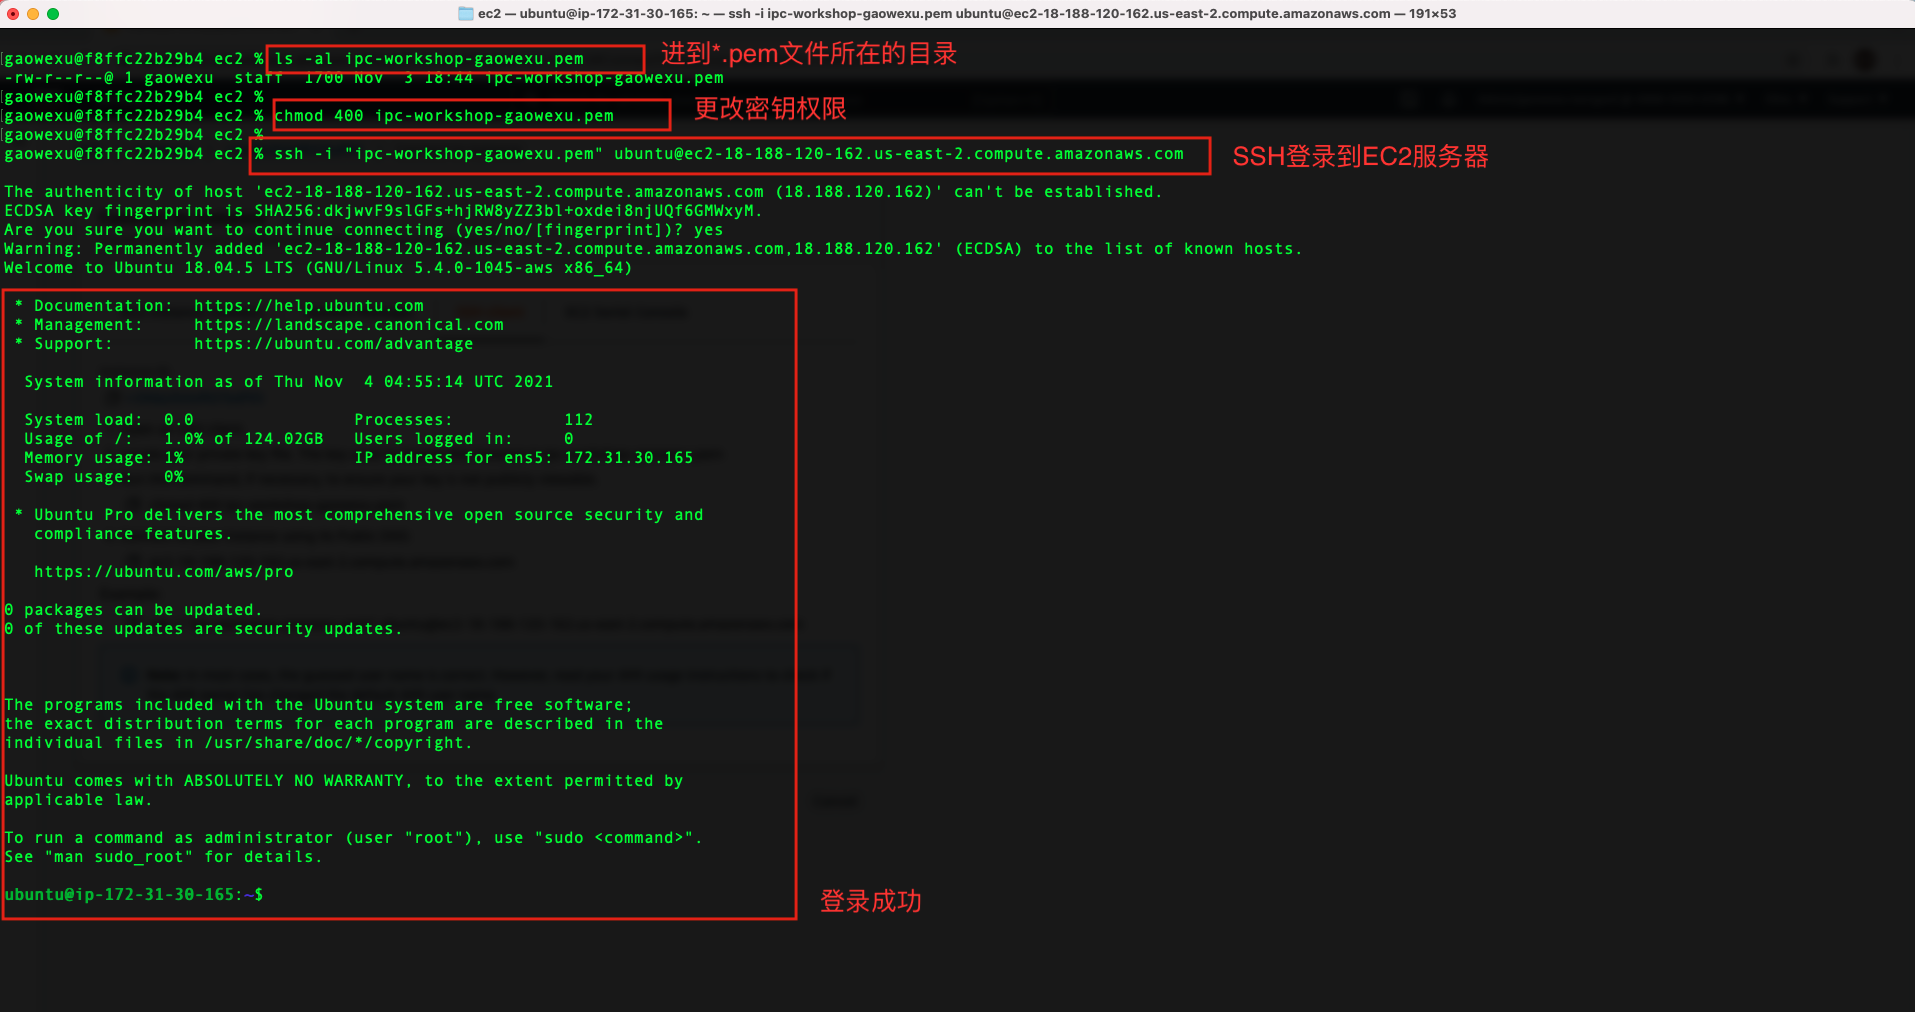 ec2 — ubuntu@ip-172-31-30-165: ~ — ssh -i ipc-workshop-gaowexu.pem ubuntu@ec2-18-188-120-162.us-east-2.compute.amazonaws.com — 191×53
[gaowexu@f8ffc22b29b4 ec2 % ls -al ipc-workshop-gaowexu.pem
进到*.pem文件所在的目录
-rw-r--r--@ 1 gaowexu  staff  1700 Nov  3 18:44 ipc-workshop-gaowexu.pem
[gaowexu@f8ffc22b29b4 ec2 %
[gaowexu@f8ffc22b29b4 ec2 % chmod 400 ipc-workshop-gaowexu.pem
更改密钥权限
[gaowexu@f8ffc22b29b4 ec2 %
gaowexu@f8ffc22b29b4 ec2 % ssh -i "ipc-workshop-gaowexu.pem" ubuntu@ec2-18-188-120-162.us-east-2.compute.amazonaws.com
SSH登录到EC2服务器
The authenticity of host 'ec2-18-188-120-162.us-east-2.compute.amazonaws.com (18.188.120.162)' can't be established.
ECDSA key fingerprint is SHA256:dkjwvF9slGFs+hjRW8yZZ3bl+oxdei8njUQf6GMWxyM.
Are you sure you want to continue connecting (yes/no/[fingerprint])? yes
Warning: Permanently added 'ec2-18-188-120-162.us-east-2.compute.amazonaws.com,18.188.120.162' (ECDSA) to the list of known hosts.
Welcome to Ubuntu 18.04.5 LTS (GNU/Linux 5.4.0-1045-aws x86_64)
* Documentation:  https://help.ubuntu.com
* Management:     https://landscape.canonical.com
* Support:        https://ubuntu.com/advantage
System information as of Thu Nov  4 04:55:14 UTC 2021
System load:  0.0                Processes:           112
Usage of /:   1.0% of 124.02GB   Users logged in:     0
Memory usage: 1%                 IP address for ens5: 172.31.30.165
Swap usage:   0%
* Ubuntu Pro delivers the most comprehensive open source security and
compliance features.
https://ubuntu.com/aws/pro
0 packages can be updated.
0 of these updates are security updates.
The programs included with the Ubuntu system are free software;
the exact distribution terms for each program are described in the
individual files in /usr/share/doc/*/copyright.
Ubuntu comes with ABSOLUTELY NO WARRANTY, to the extent permitted by
applicable law.
To run a command as administrator (user "root"), use "sudo <command>".
See "man sudo_root" for details.
ubuntu@ip-172-31-30-165:~$
登录成功